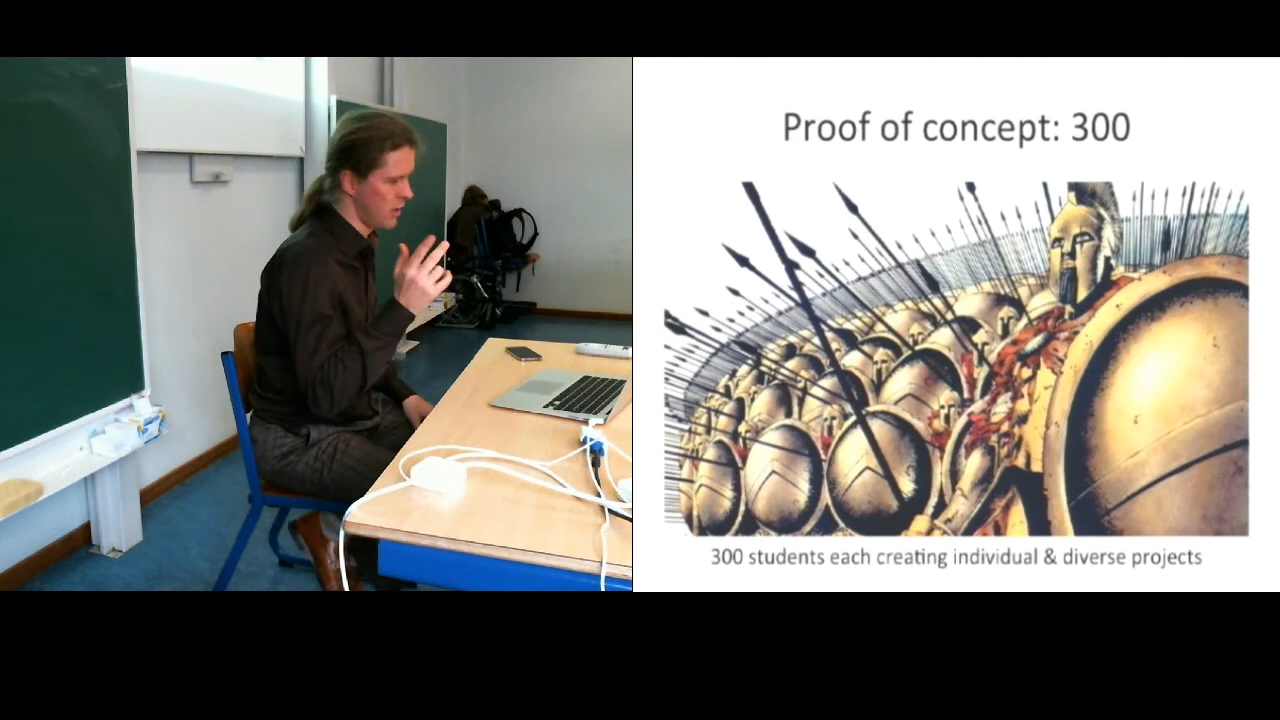 Proof of concept: 300
300 students each creating individual & diverse projects